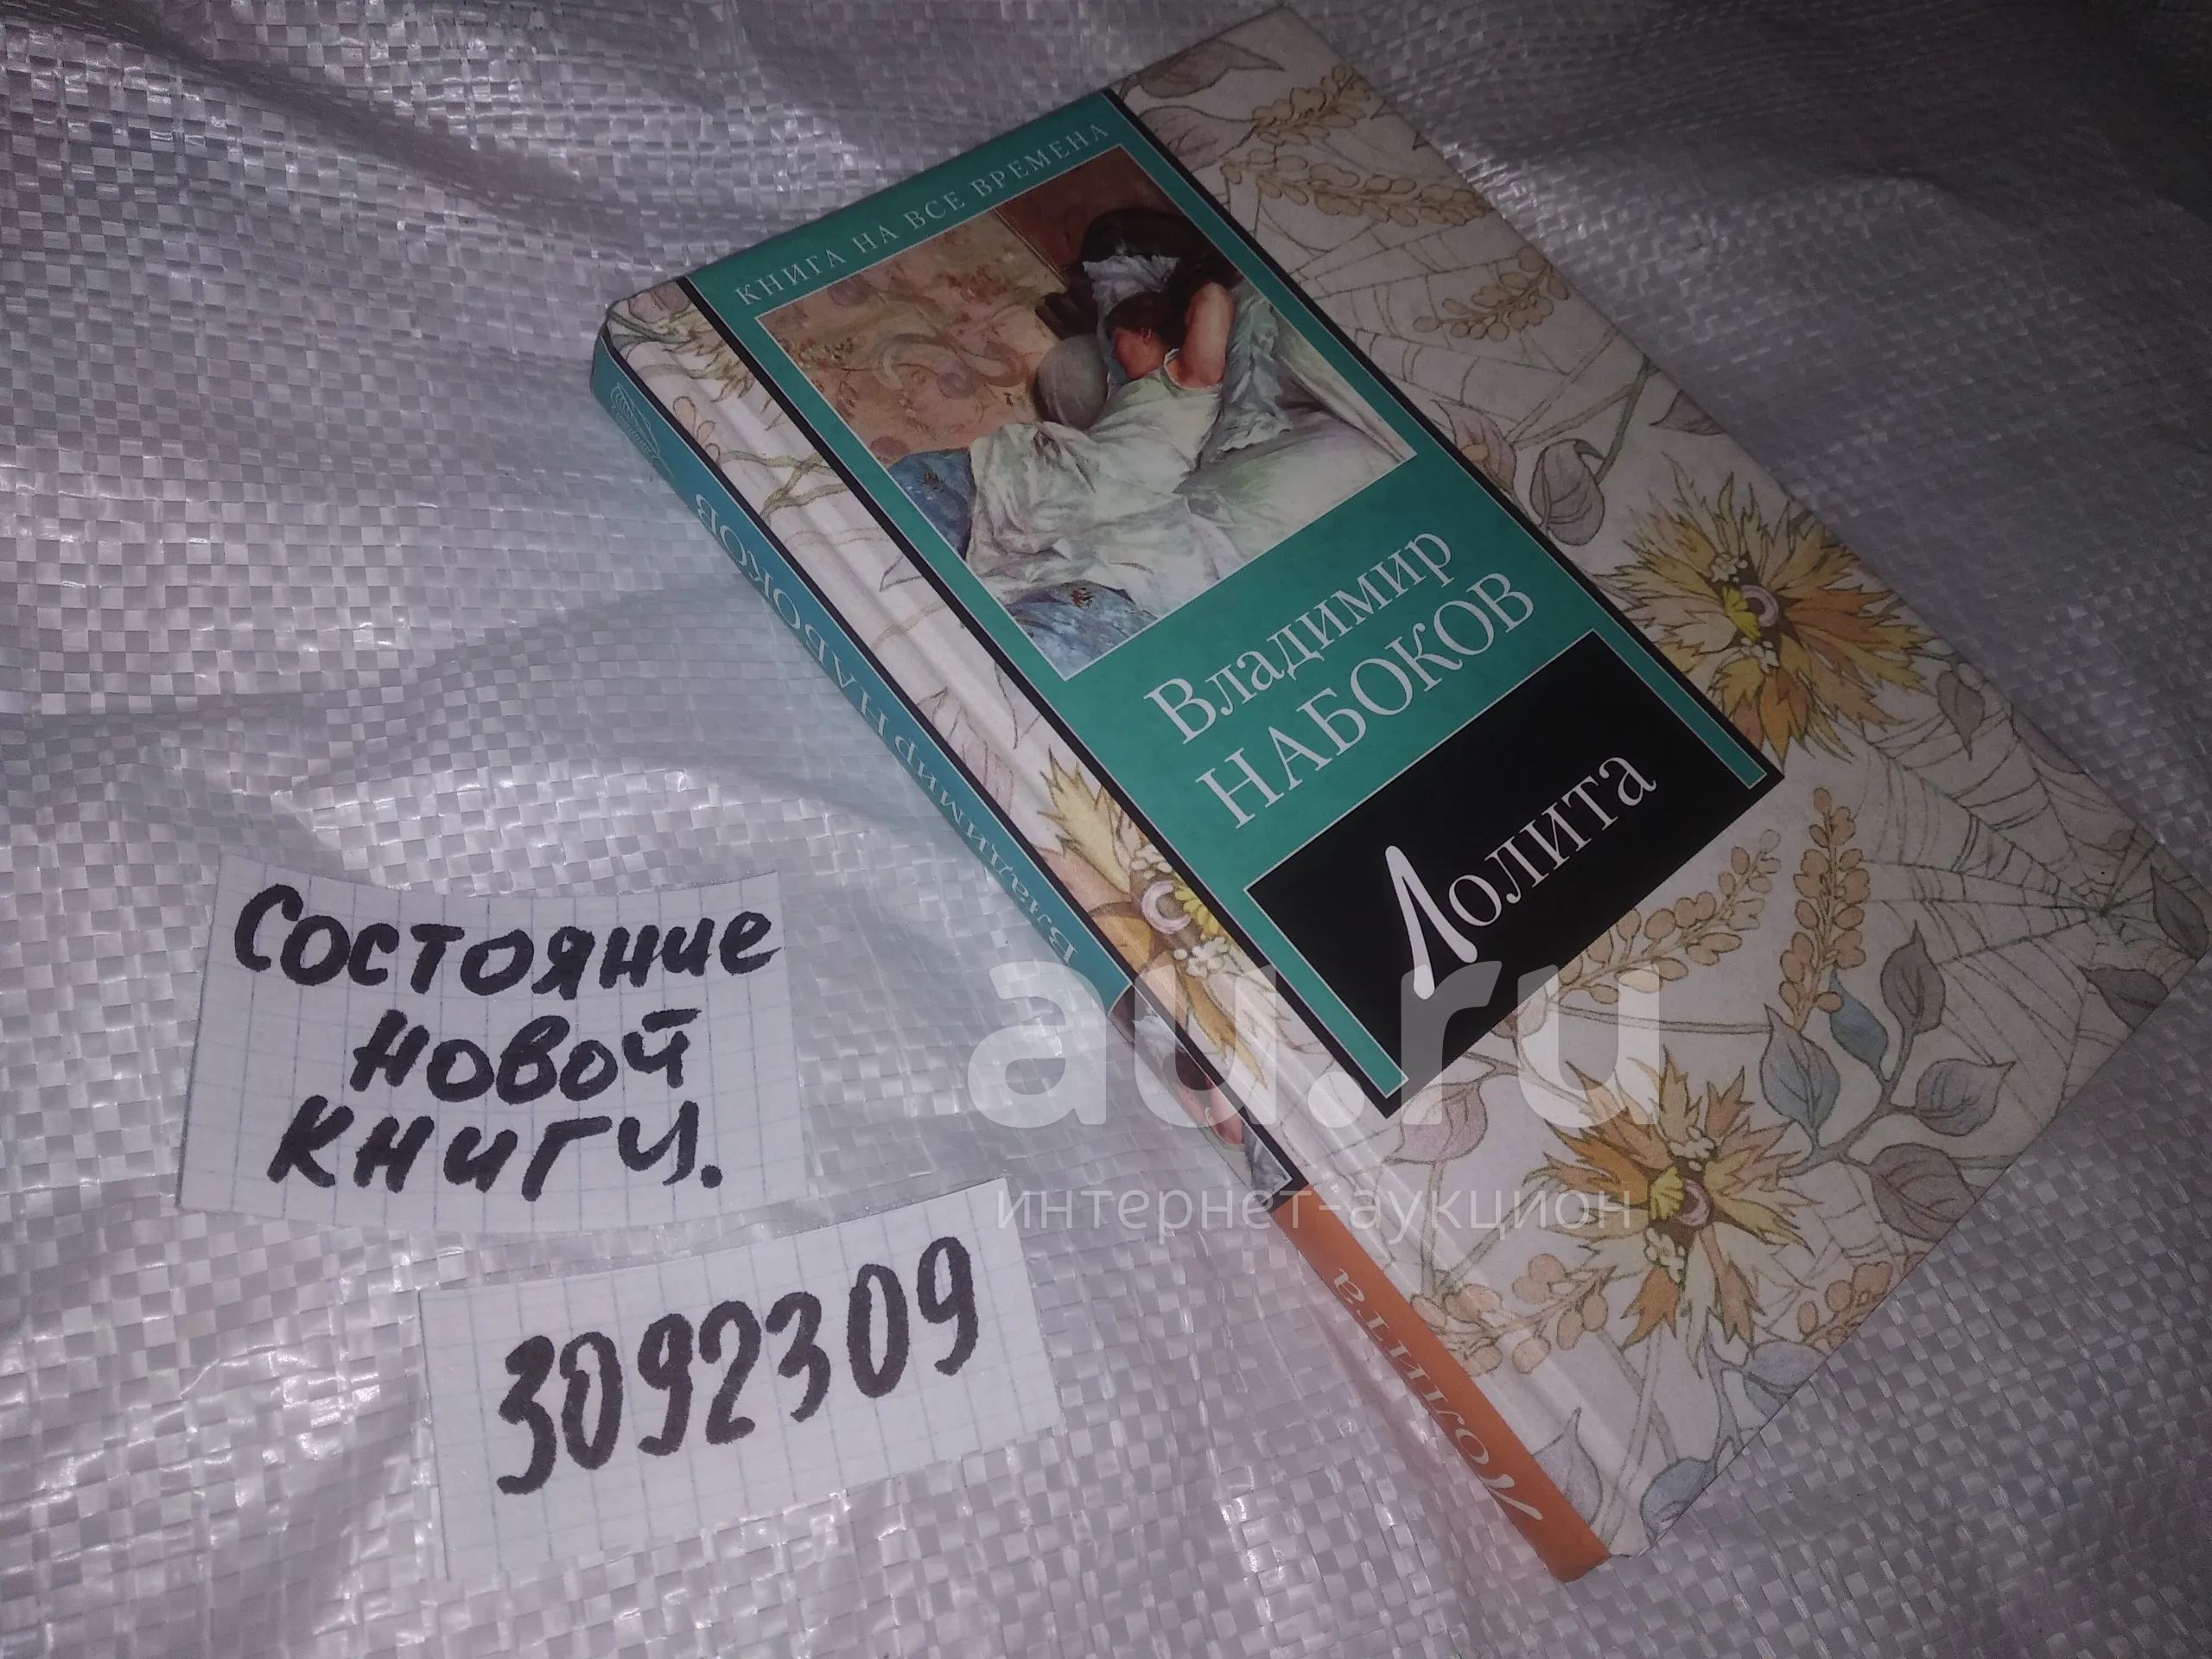 КНИГА НА ВСЕ ВРЕМЕНА
Владимир
НАБОКОВ
Лолита
Владимир НАБОКОВ
Лолита
Состояние
новой
книги.
3092309
au.ru
интернет-аукцион